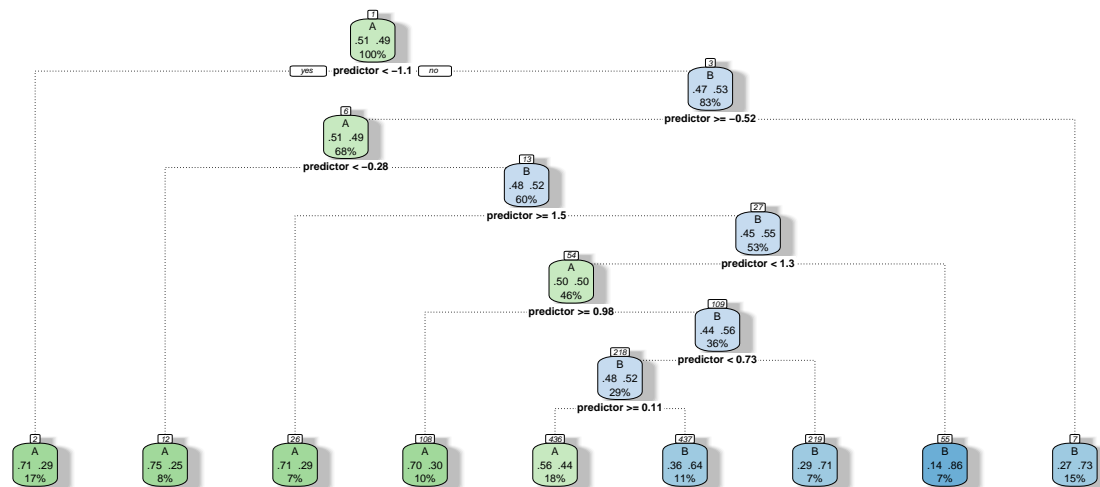 1
A
.51 .49
100%
yes predictor < −1.1 no
3
B
.47 .53
83%
predictor >= −0.52
6
A
.51 .49
68%
predictor < −0.28
13
B
.48 .52
60%
predictor >= 1.5
27
B
.45 .55
53%
predictor < 1.3
54
A
.50 .50
46%
predictor >= 0.98
109
B
.44 .56
36%
predictor < 0.73
218
B
.48 .52
29%
predictor >= 0.11
2
A
.71 .29
17%
12
A
.75 .25
8%
26
A
.71 .29
7%
108
A
.70 .30
10%
436
A
.56 .44
18%
437
B
.36 .64
11%
219
B
.29 .71
7%
55
B
.14 .86
7%
7
B
.27 .73
15%